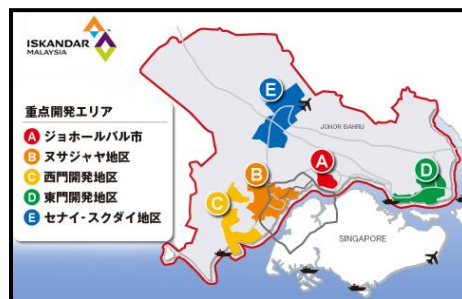 ISKANDAR
MALAYSIA
重点開発エリア
A ジョホールバル市
B ヌサジャヤ地区
C 西門開発地区
D 東門開発地区
E セナイ・スクダイ地区
E
JOHOR BAHRU
A
B
C
D
SINGAPORE